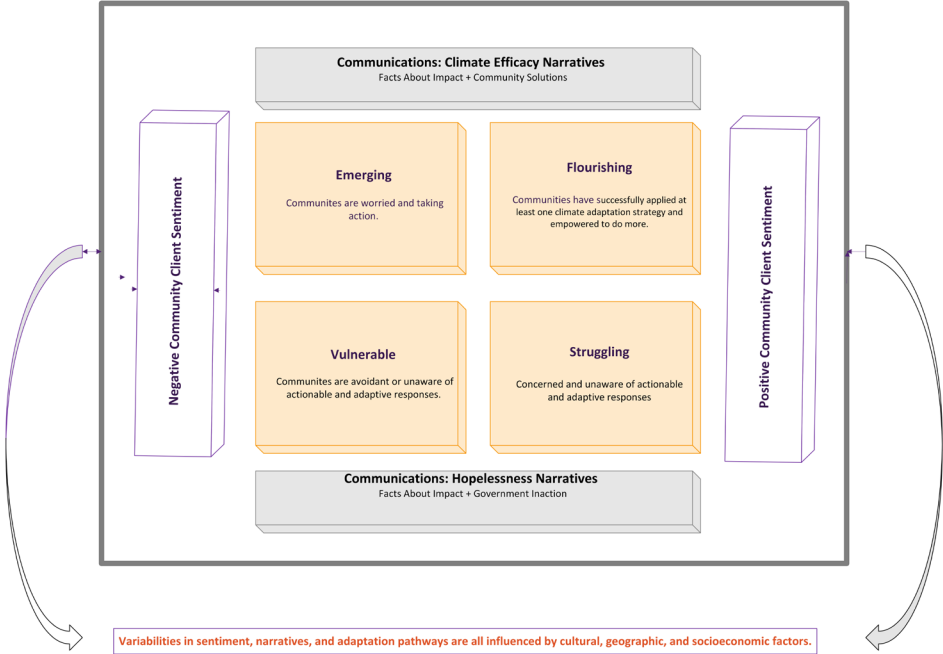 Communications: Climate Efficacy Narratives
Facts About Impact + Community Solutions
Negative Community Client Sentiment
Emerging
Communites are worried and taking
action.
Flourishing
Communities have successfully applied at
least one climate adaptation strategy and
empowered to do more.
Positive Community Client Sentiment
Vulnerable
Communites are avoidant or unaware of
actionable and adaptive responses.
Struggling
Concerned and unaware of actionable
and adaptive responses
Communications: Hopelessness Narratives
Facts About Impact + Government Inaction
Variabilities in sentiment, narratives, and adaptation pathways are all influenced by cultural, geographic, and socioeconomic factors.